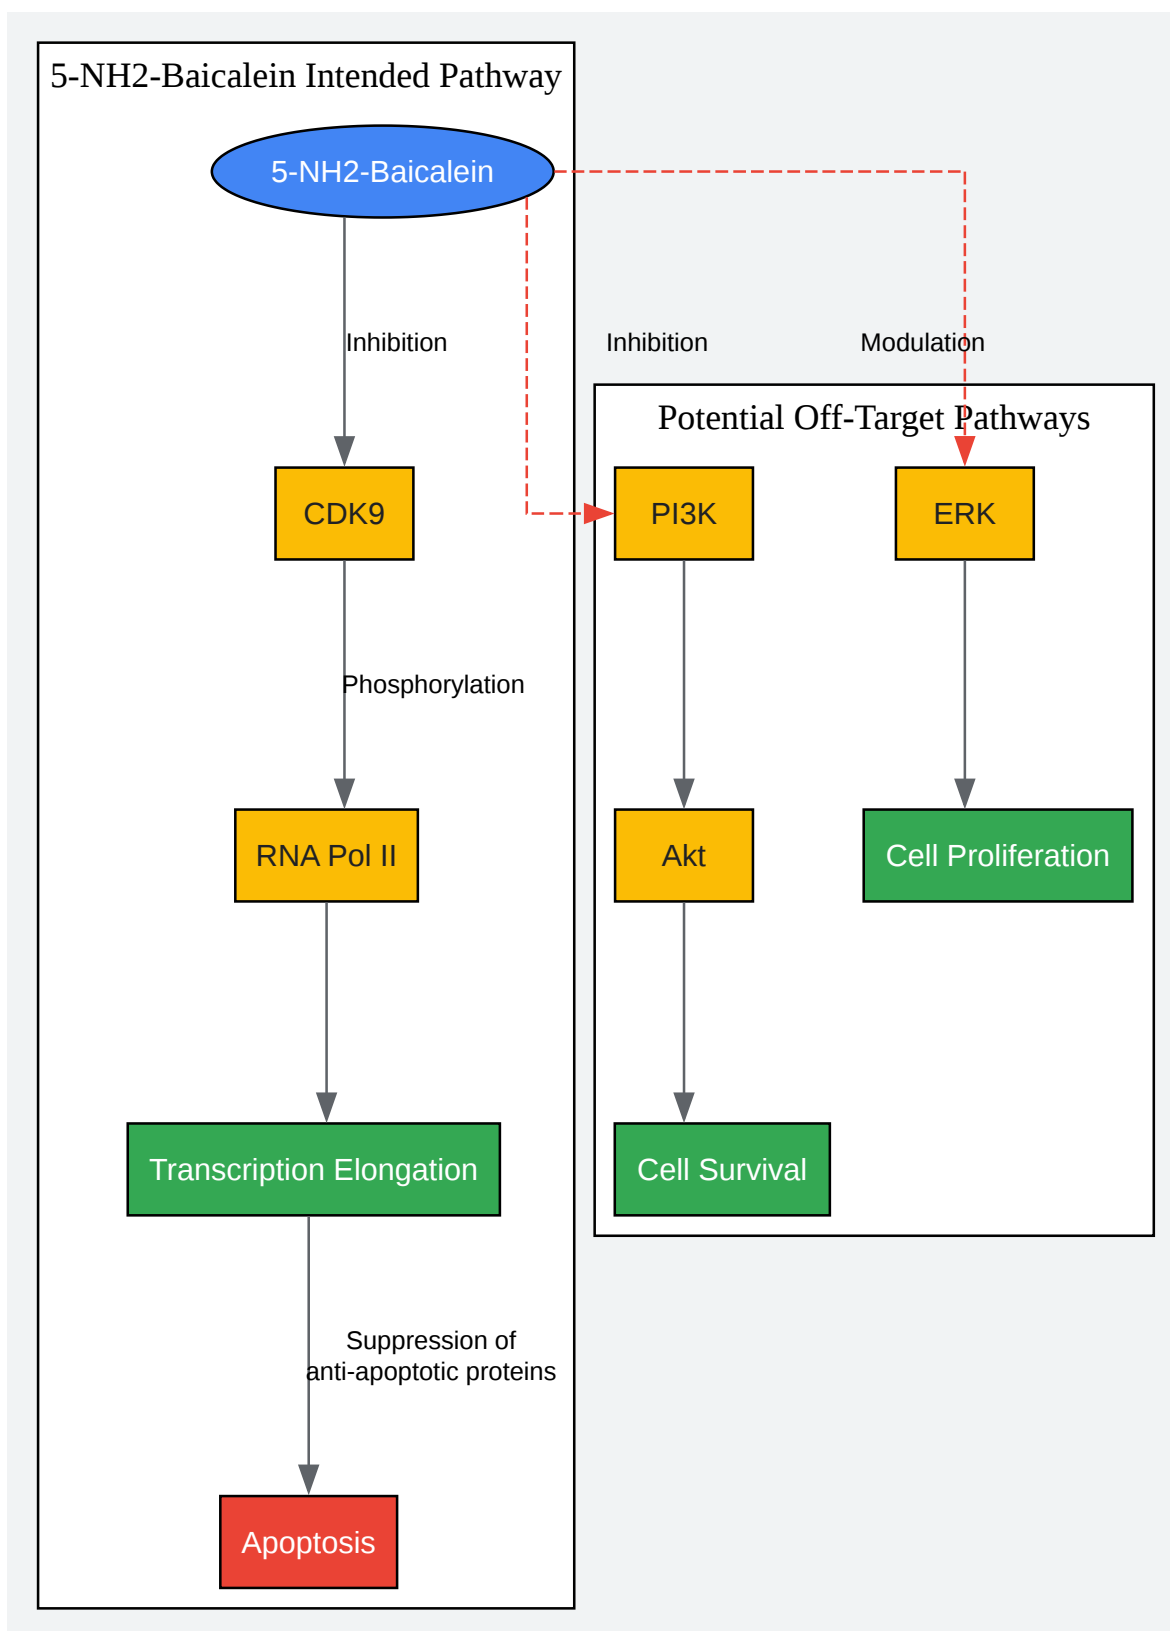 5-NH2-Baicalein Intended Pathway
5-NH2-Baicalein
Inhibition
Inhibition
Modulation
Potential Off-Target Pathways
CDK9
PI3K
ERK
Phosphorylation
RNA Pol II
Akt
Cell Proliferation
Transcription Elongation
Cell Survival
Suppression of
anti-apoptotic proteins
Apoptosis